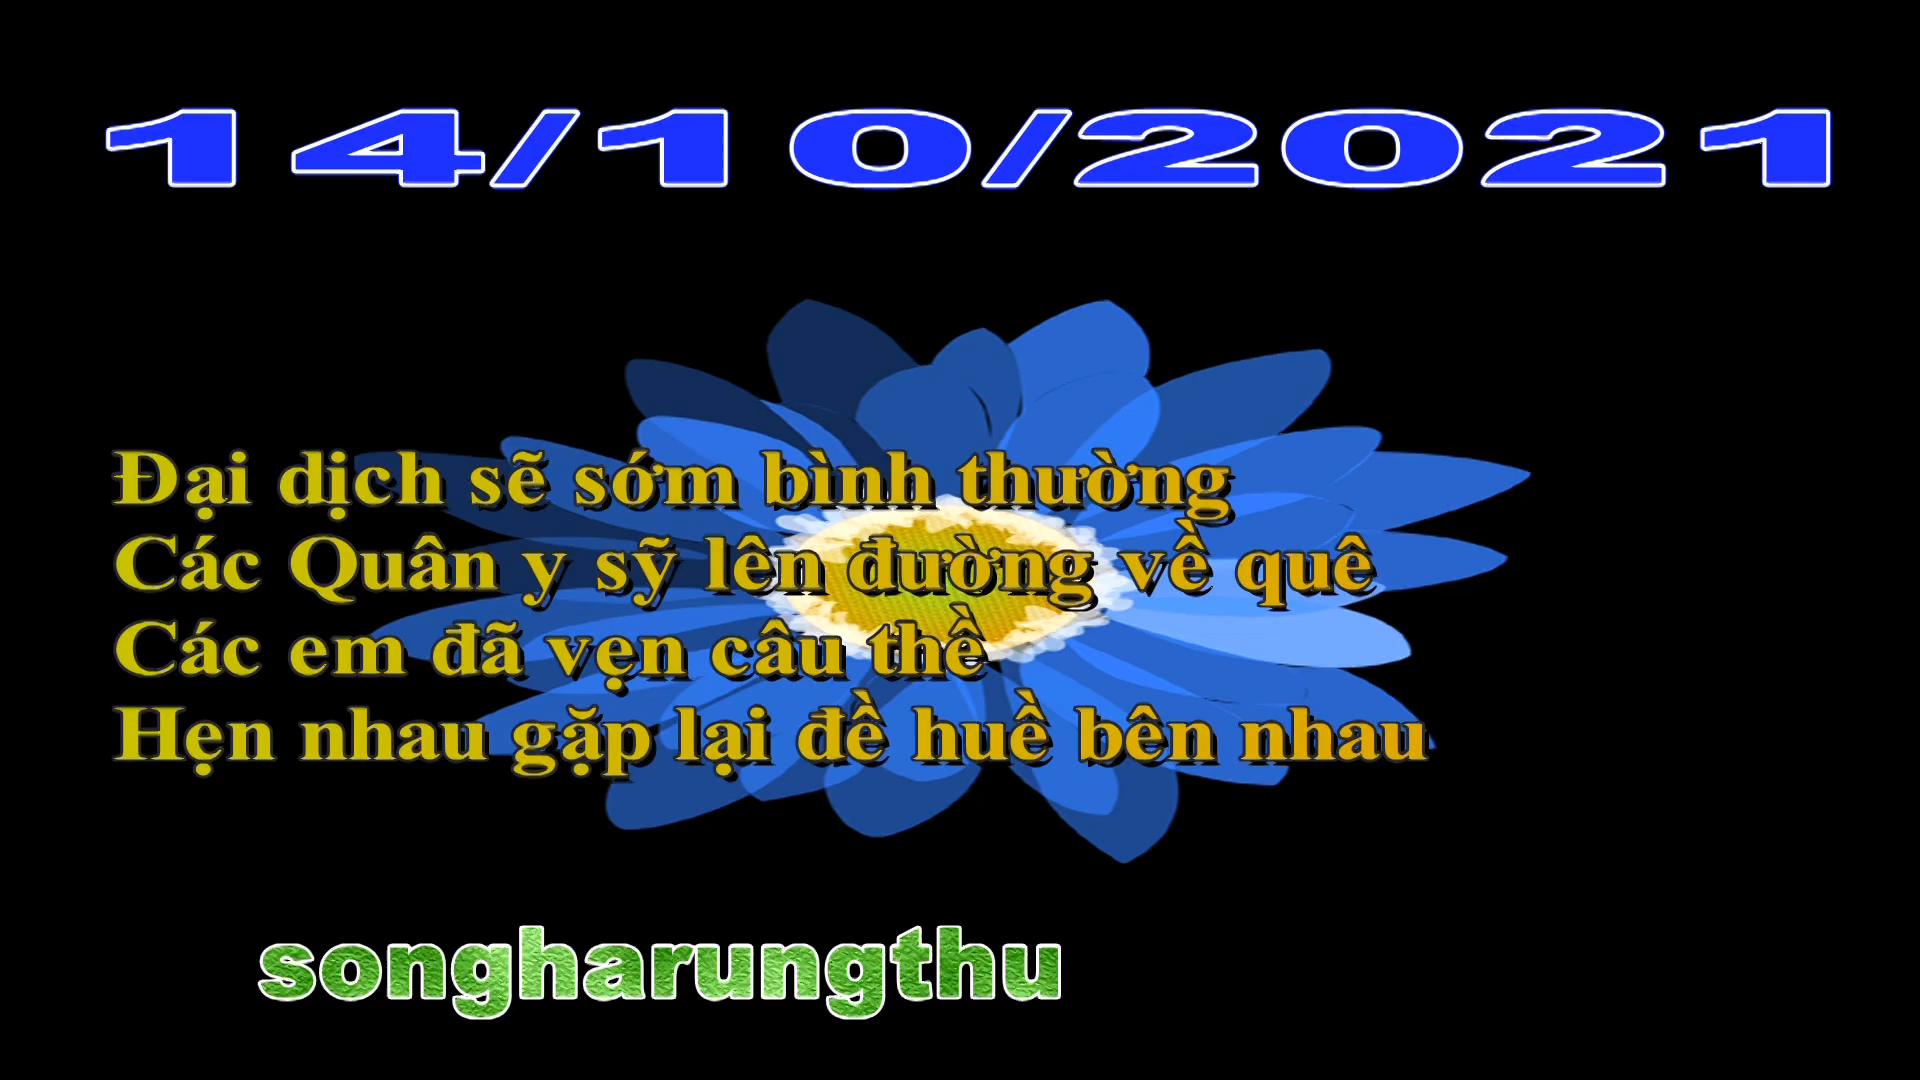 14/10/2021
Đại dịch sẽ sớm bình thường
Các Quân y sỹ lên đường về quê
Các em đã vẹn câu thề
Hẹn nhau gặp lại đề huề bên nhau
songharungthu